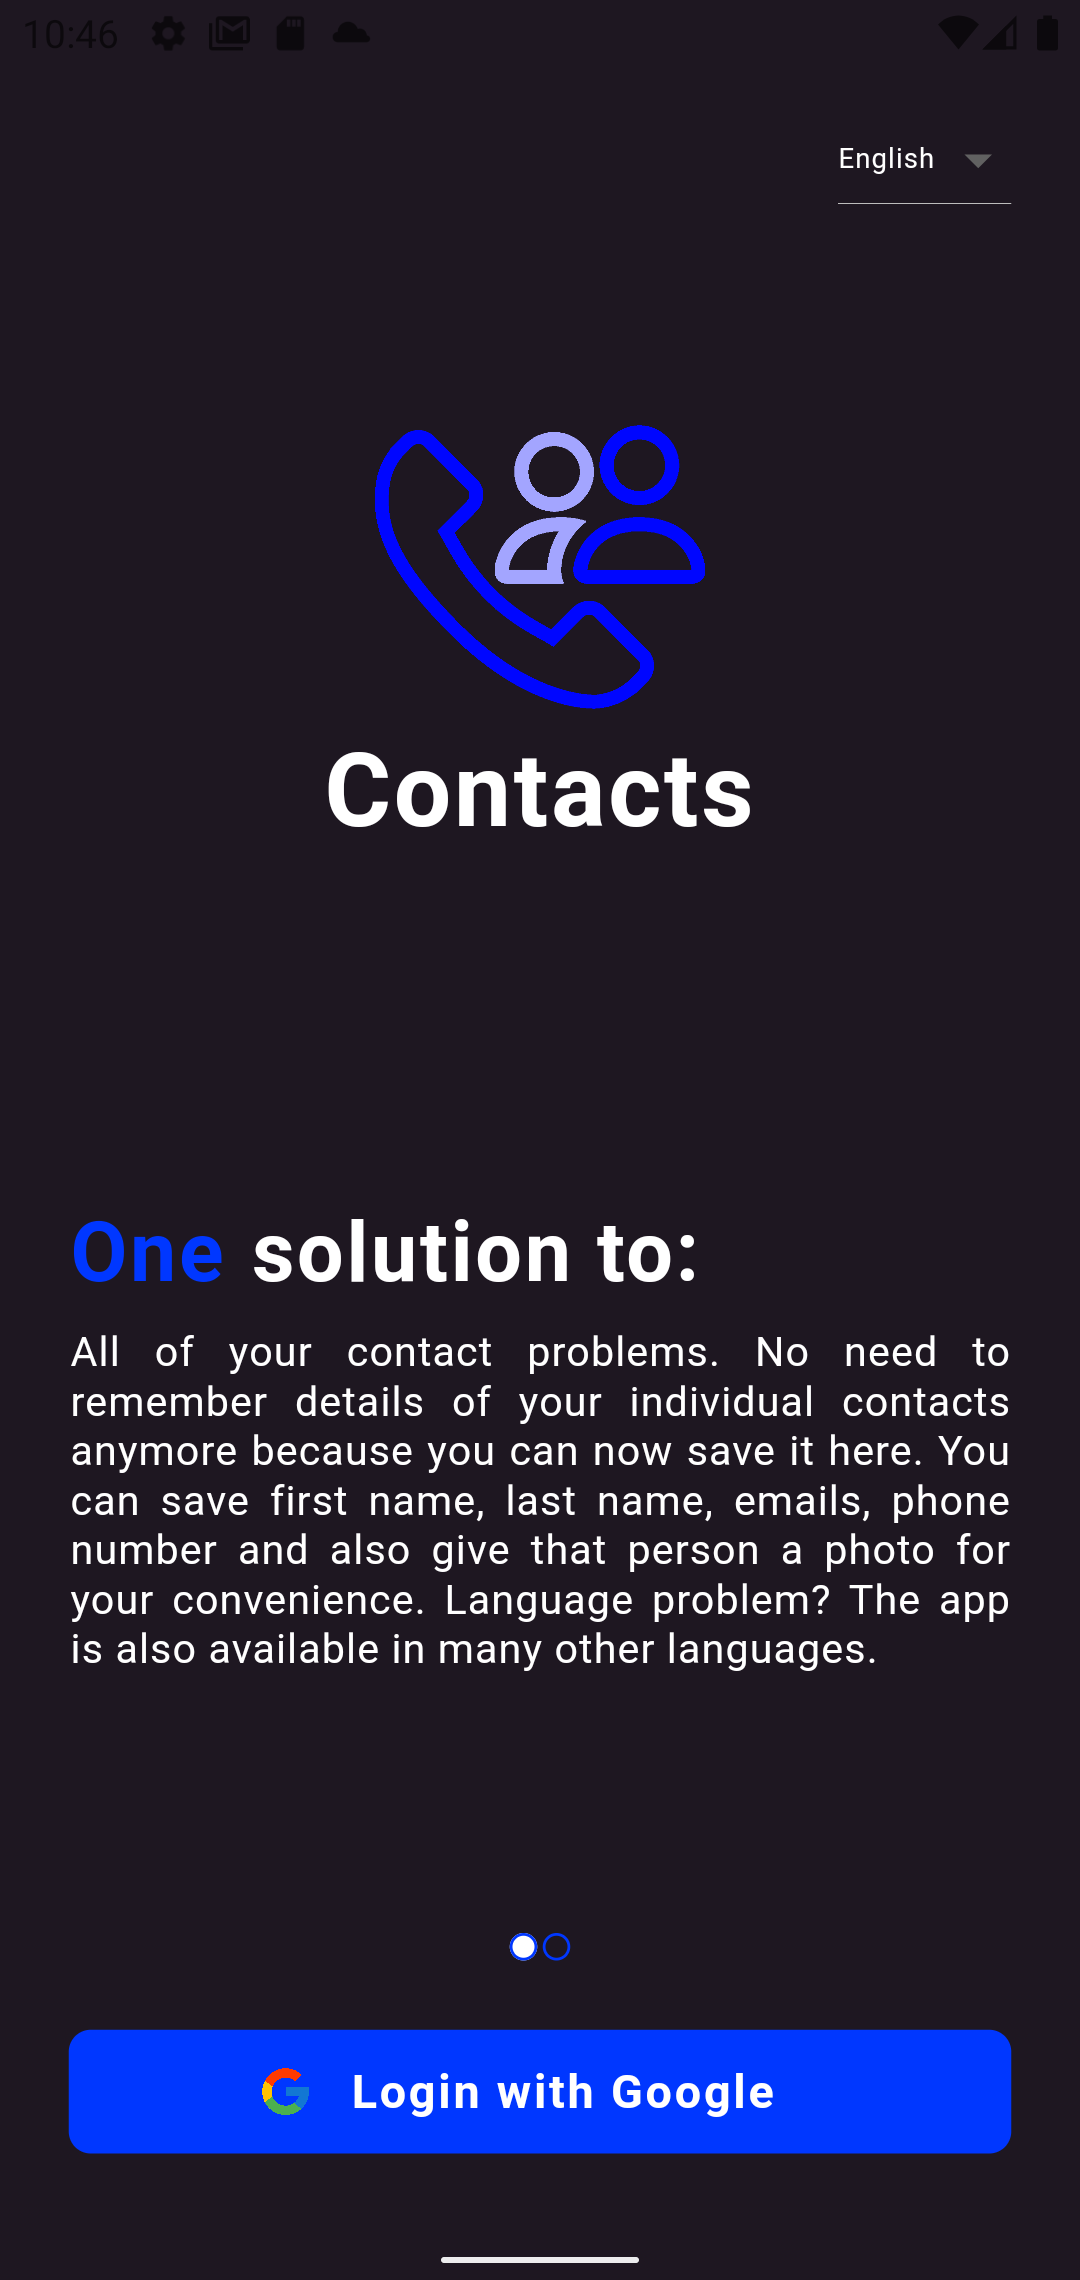 10:46
English
Contacts
One solution to:
All of your contact problems. No need to
remember details of your individual contacts
anymore because you can now save it here. You
can save first name, last name, emails, phone
number and also give that person a photo for
your convenience. Language problem? The app
is also available in many other languages.
Login with Google